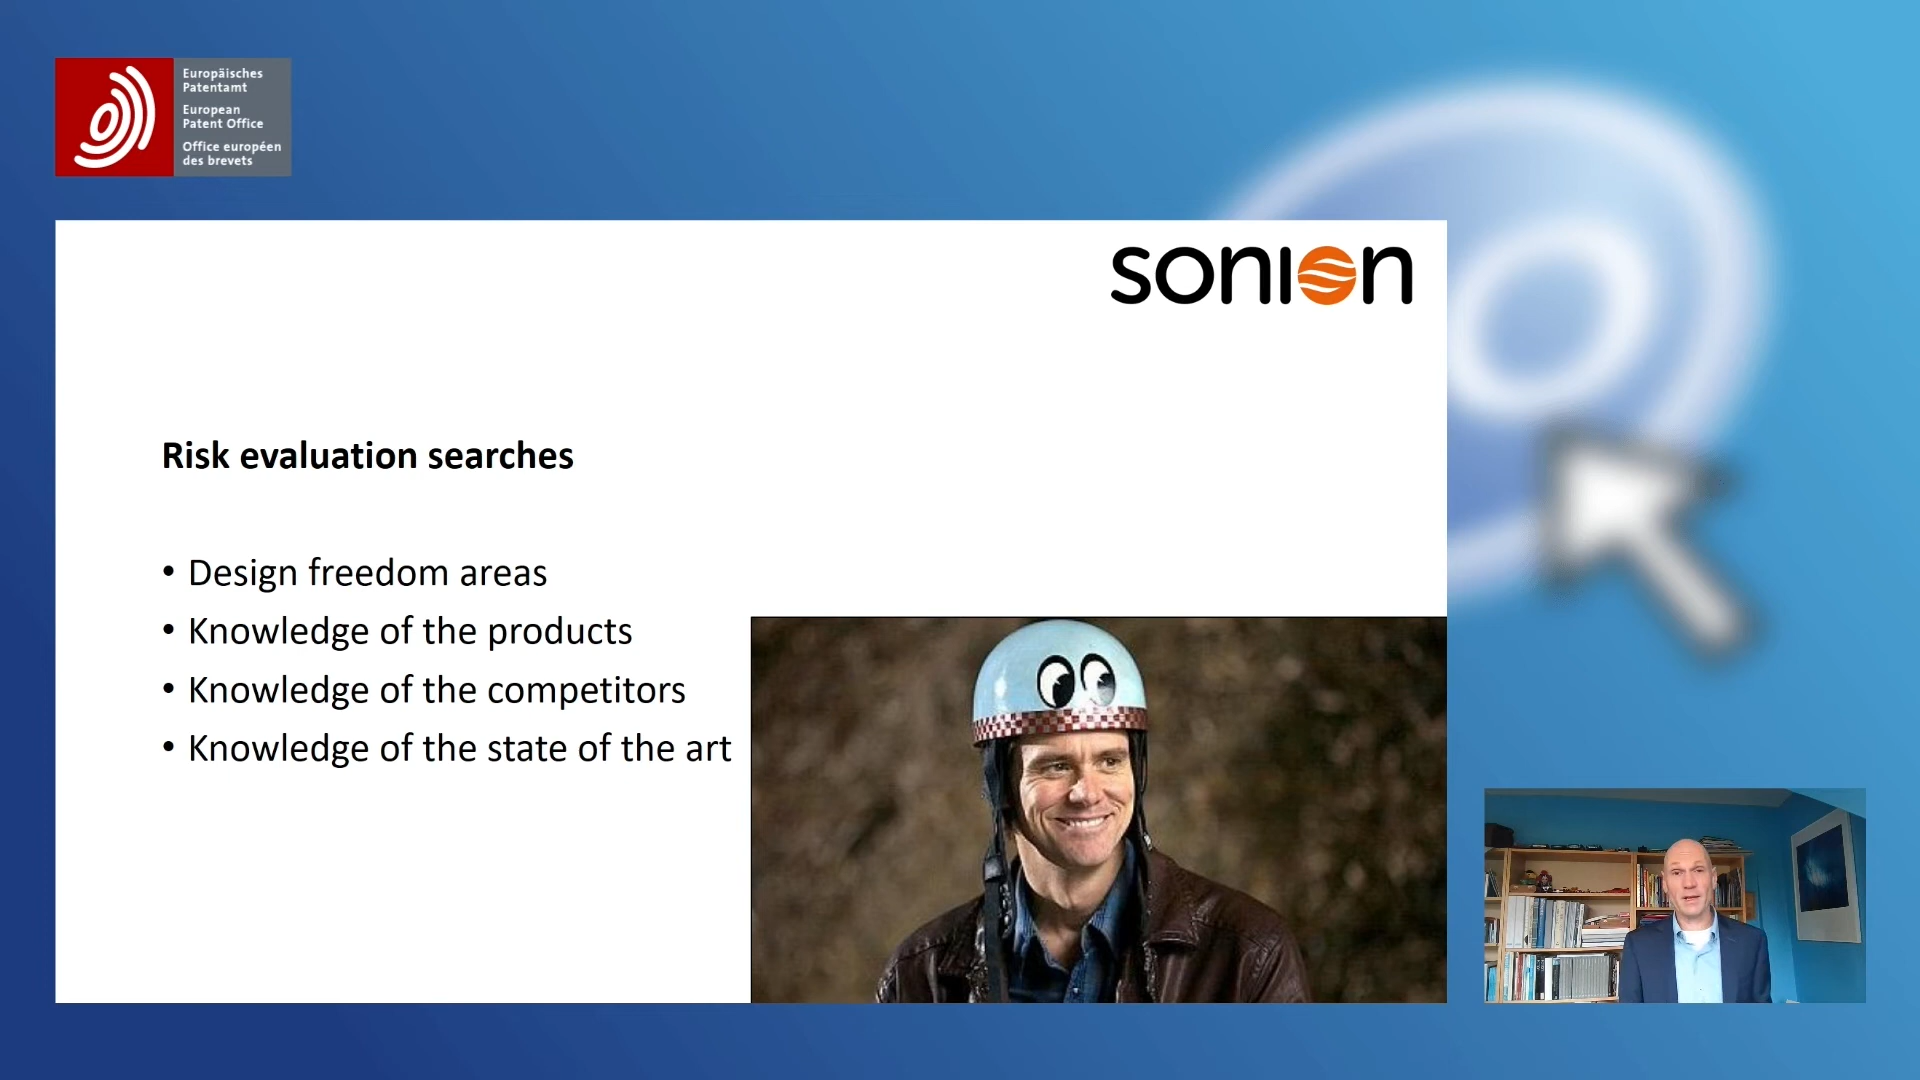 Europäisches
Patentamt
European
Patent Office
Office européen
des brevets
sonion
Risk evaluation searches
• Design freedom areas
• Knowledge of the products
• Knowledge of the competitors
• Knowledge of the state of the art